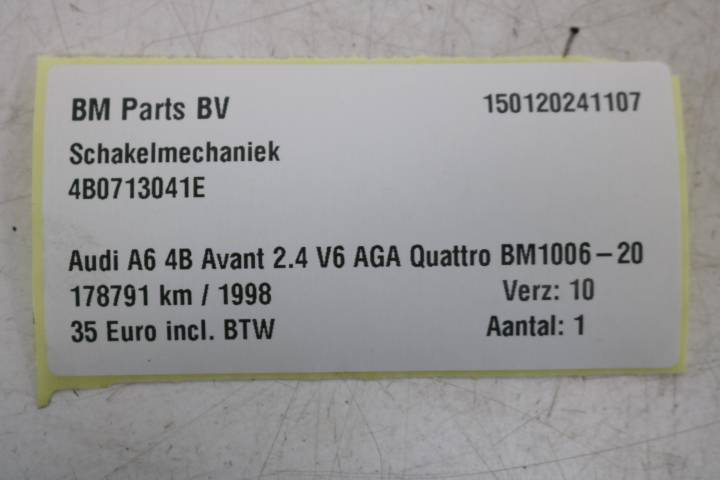 BM Parts BV 150120241107
Schakelmechaniek
4B0713041E
Audi A6 4B Avant 2.4 V6 AGA Quattro BM1006-20
178791 km / 1998 Verz: 10
35 Euro incl. BTW Aantal: 1